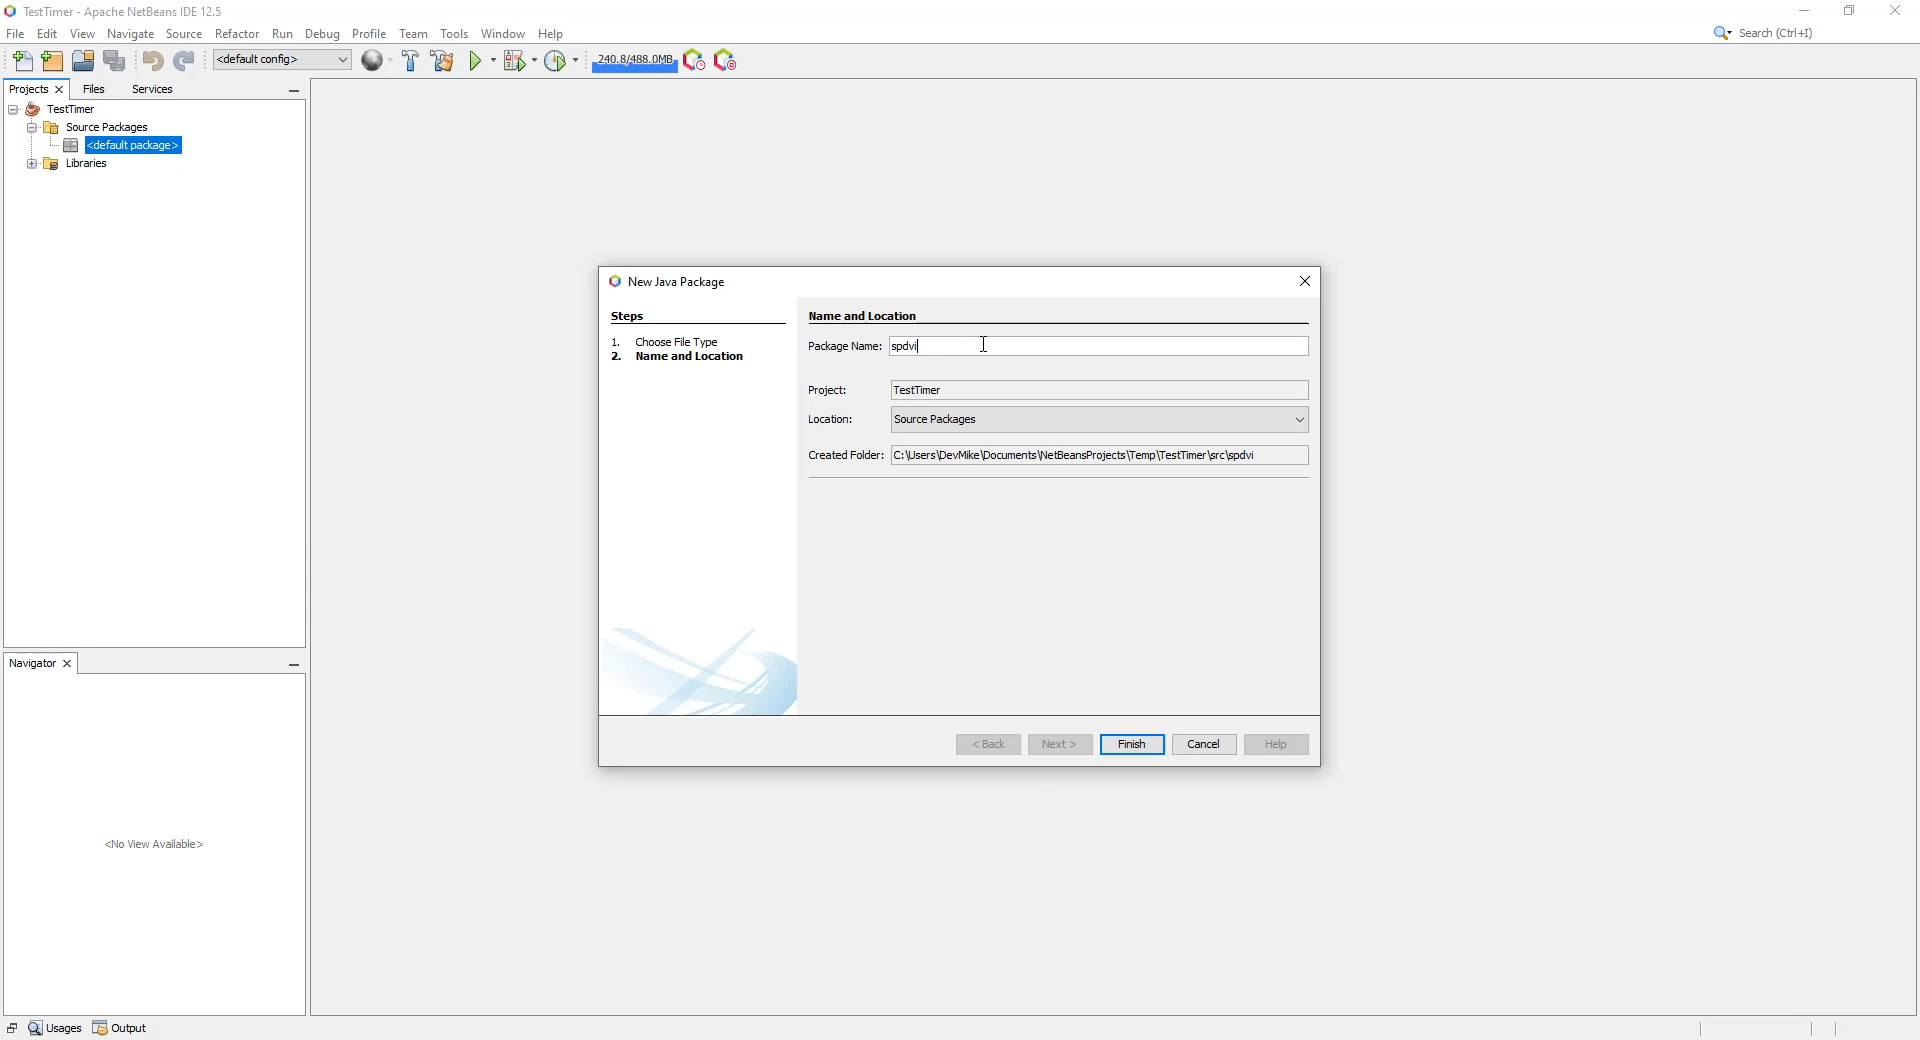 TestTimer - Apache NetBeans IDE 12.5
File Edit View Navigate Source Refactor Run Debug Profile Team Tools Window Help
Search (Ctrl+I)
<default config>
240.8/488.0MB
Projects Files Services
TestTimer
Source Packages
<default package>
Libraries
New Java Package
Steps
1. Choose File Type
2. Name and Location
Name and Location
Package Name: spdvi
Project: TestTimer
Location: Source Packages
Created Folder: C:\Users\DevMike\Documents\NetBeansProjects\Temp\TestTimer\src\spdvi
< Back Next > Finish Cancel Help
Navigator
<No View Available>
Usages Output